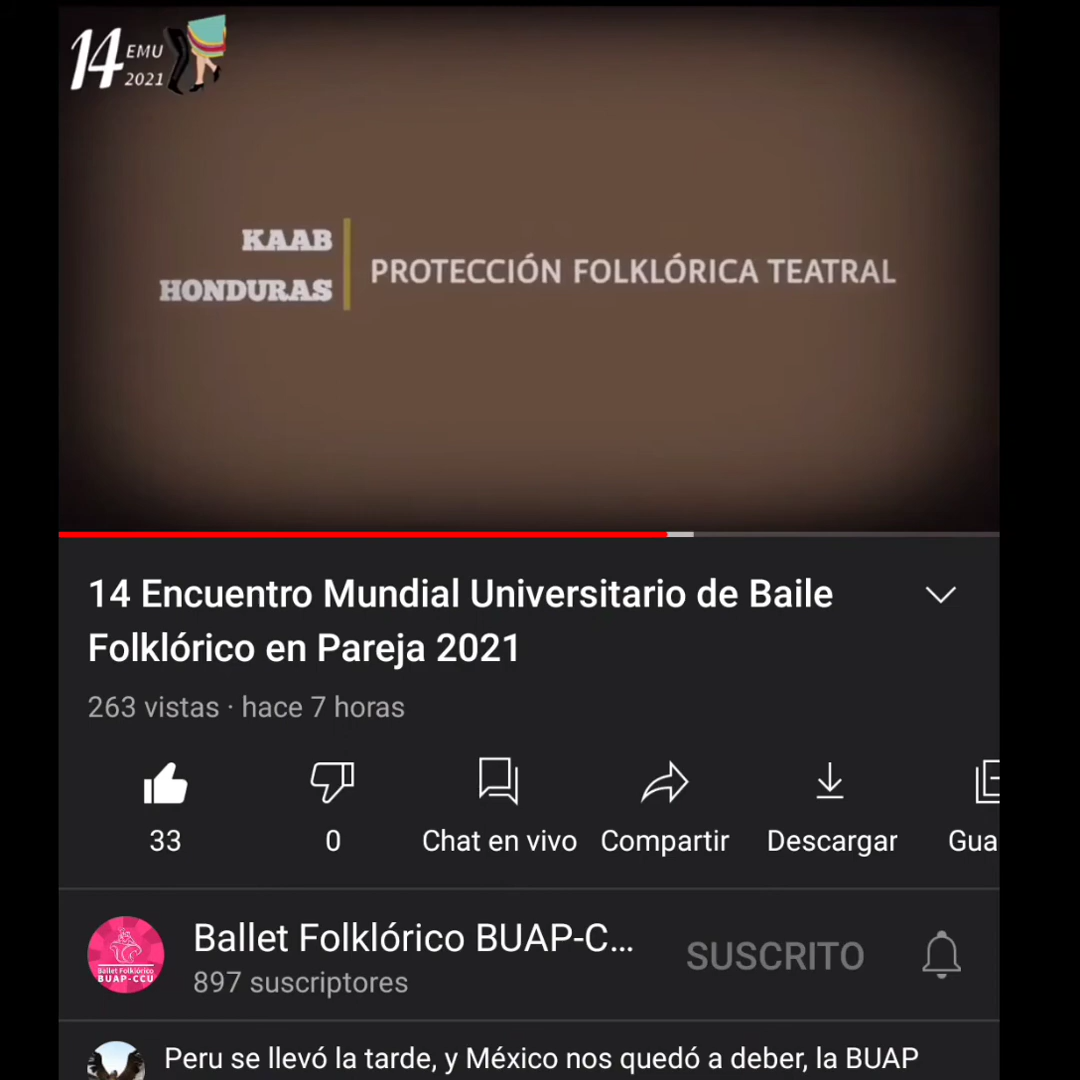 14 EMU
2021
KAAB
HONDURAS
PROTECCIÓN FOLKLÓRICA TEATRAL
14 Encuentro Mundial Universitario de Baile
Folklórico en Pareja 2021
263 vistas · hace 7 horas
33
0
Chat en vivo
Compartir
Descargar
Gua
Ballet Folklórico BUAP-C...
897 suscriptores
SUSCRITO
Ballet Folklórico
BUAP-CCU
Peru se llevó la tarde, y México nos quedó a deber, la BUAP